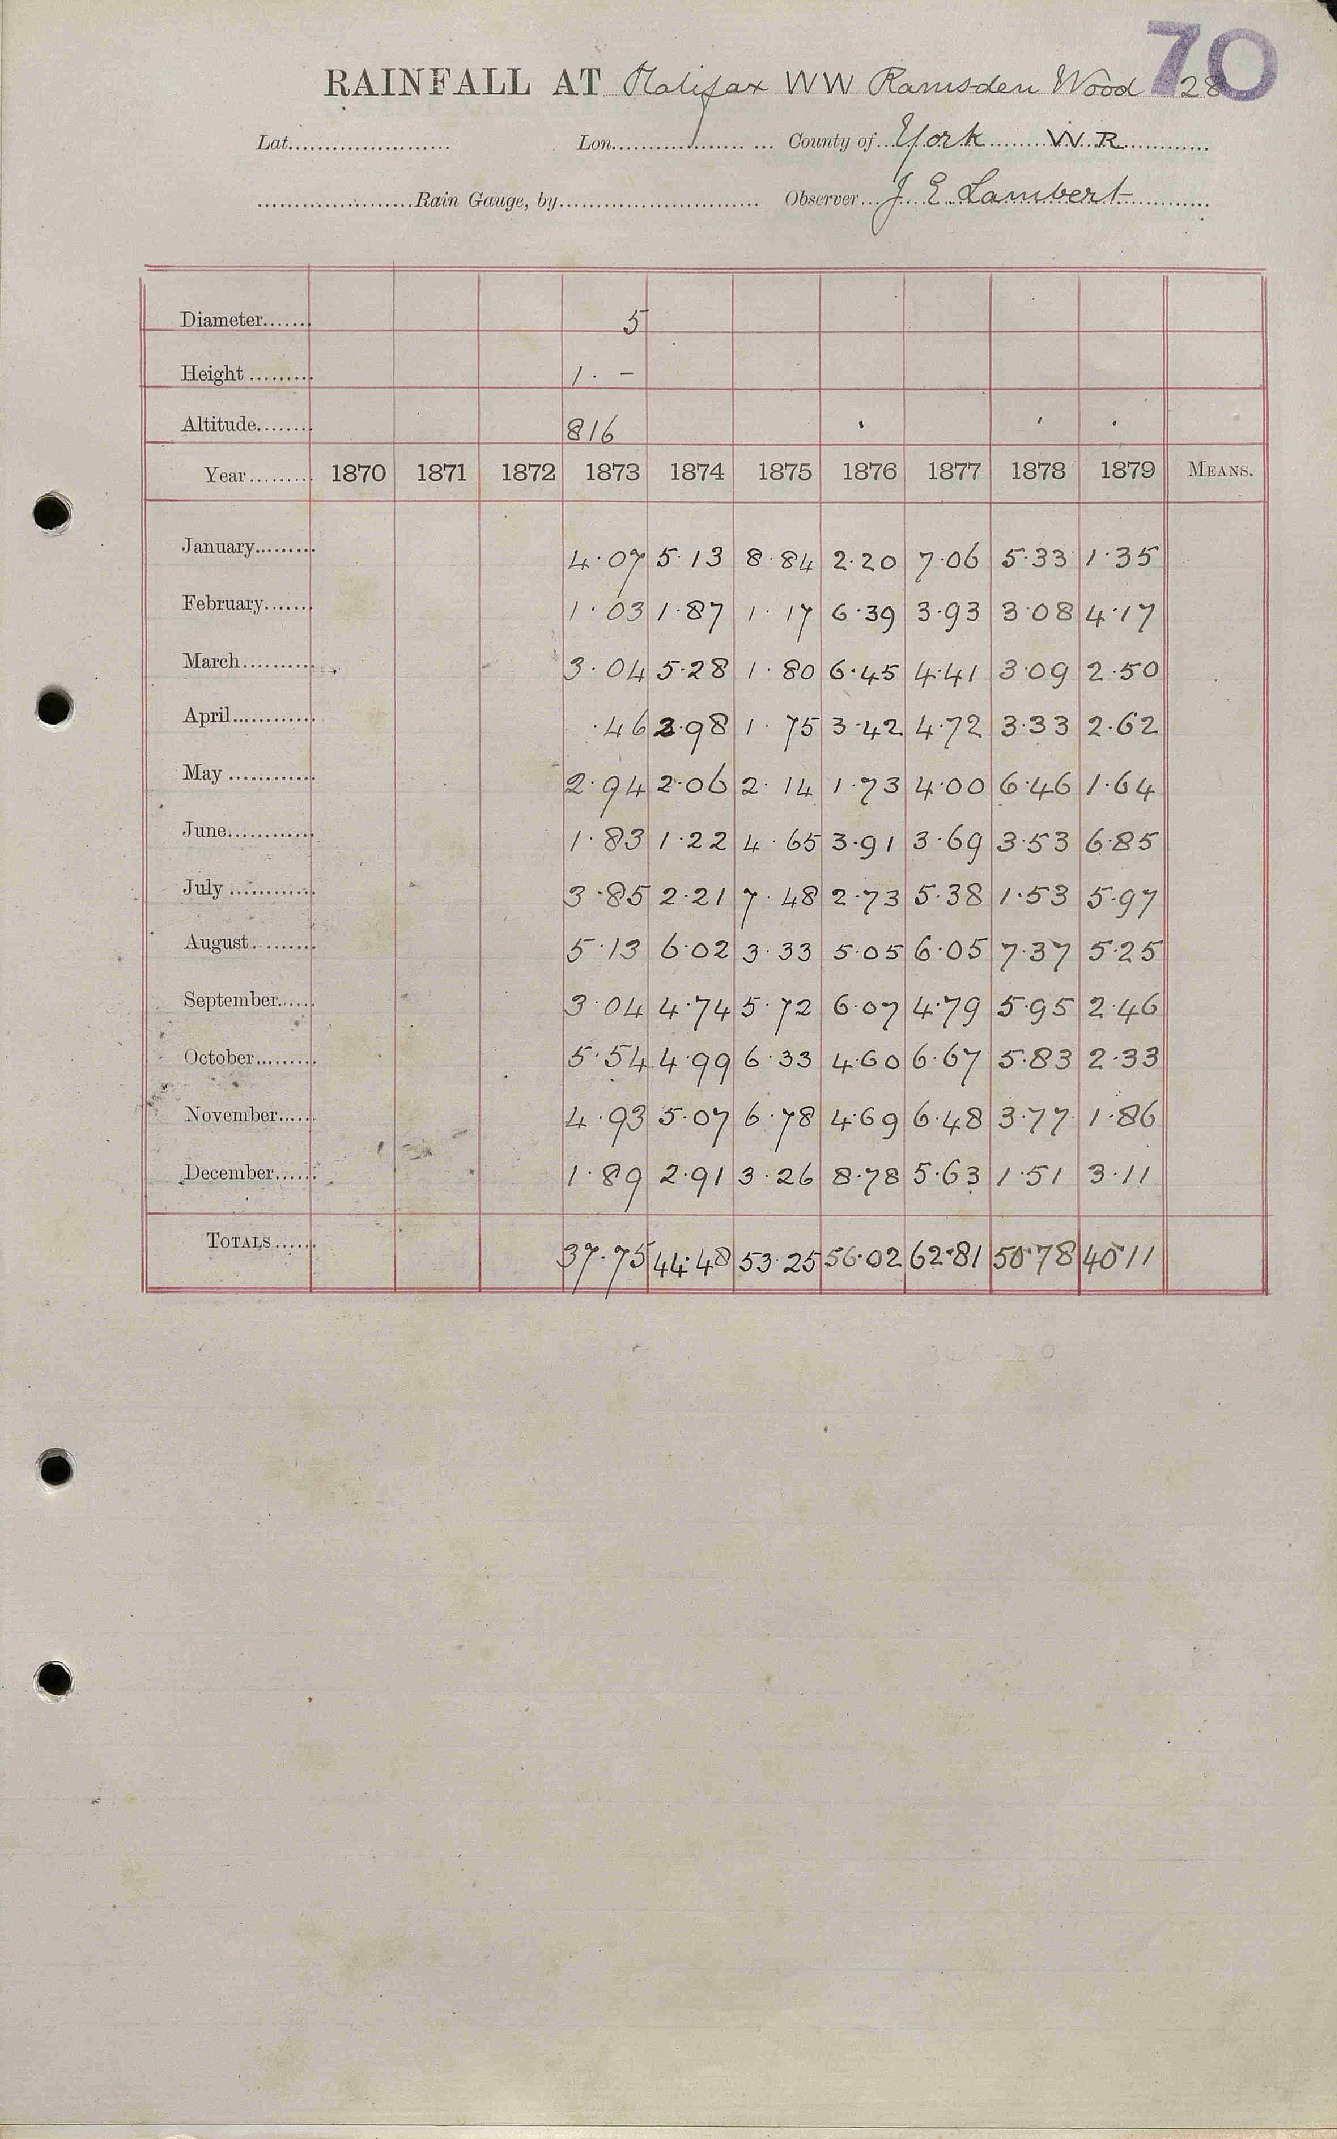 70
RAINFALL AT Halifax WW Ramsden Wood 28
Lat. Lon. County of York W.R.
Rain Gauge, by Observer J E Lambert
Diameter 5
Height 1 · –
Altitude 816
Year 1870 1871 1872 1873 1874 1875 1876 1877 1878 1879 MEANS.
January 4·07 5·13 8·84 2·20 7·06 5·33 1·35
February 1·03 1·87 1·17 6·39 3·93 3·08 4·17
March 3·04 5·28 1·80 6·45 4·41 3·09 2·50
April ·46 2·98 1·75 3·42 4·72 3·33 2·62
May 2·94 2·06 2·14 1·73 4·00 6·46 1·64
June 1·83 1·22 4·65 3·91 3·69 3·53 6·85
July 3·85 2·21 7·48 2·73 5·38 1·53 5·97
August 5·13 6·02 3·33 5·05 6·05 7·37 5·25
September 3·04 4·74 5·72 6·07 4·79 5·95 2·46
October 5·54 4·99 6·33 4·60 6·67 5·83 2·33
November 4·93 5·07 6·78 4·69 6·48 3·77 1·86
December 1·89 2·91 3·26 8·78 5·63 1·51 3·11
TOTALS 37·75 44·48 53·25 56·02 62·81 50·78 40·11